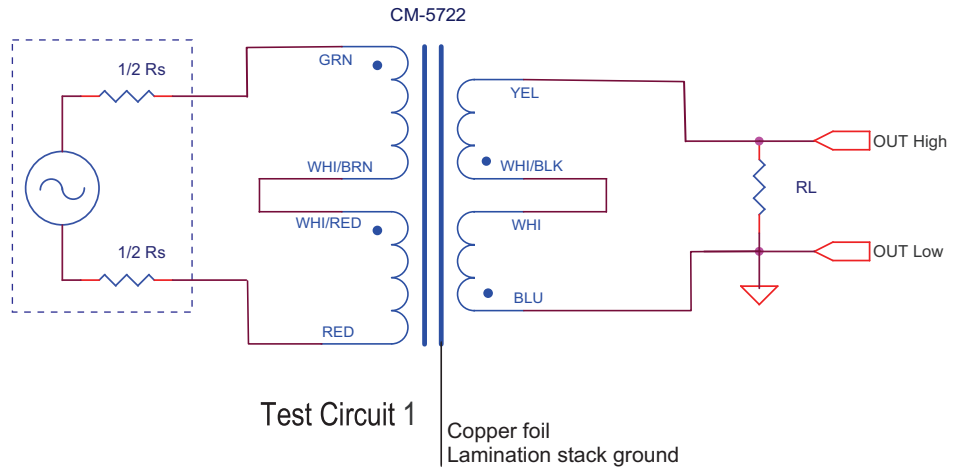 CM-5722
1/2 Rs
GRN
YEL
OUT High
WHI/BRN
WHI/BLK
RL
WHI/RED
WHI
1/2 Rs
OUT Low
BLU
RED
Test Circuit 1
Copper foil
Lamination stack ground